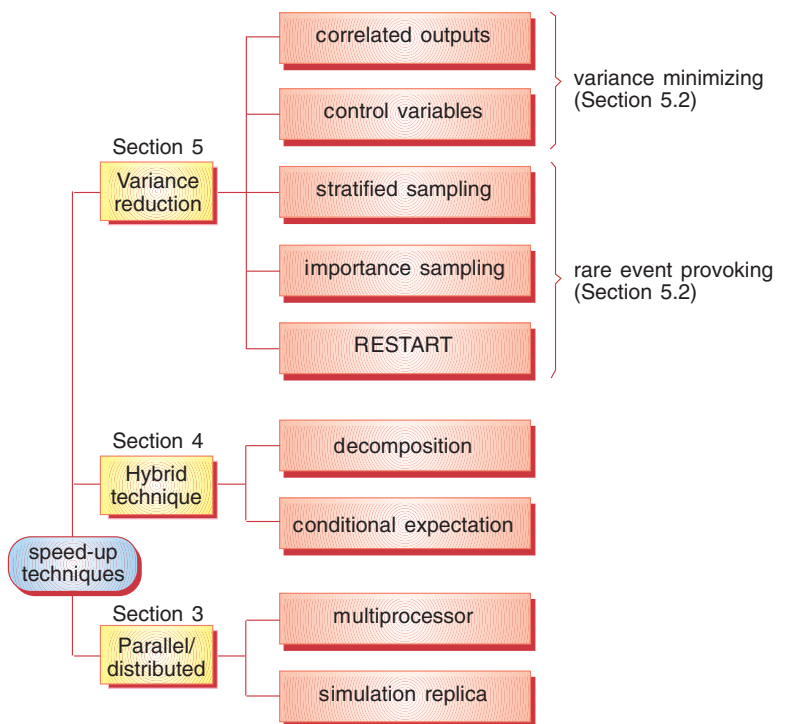 correlated outputs
variance minimizing
(Section 5.2)
control variables
Section 5
Variance
reduction
stratified sampling
importance sampling
rare event provoking
(Section 5.2)
RESTART
Section 4
Hybrid
technique
decomposition
conditional expectation
speed-up
techniques
Section 3
Parallel/
distributed
multiprocessor
simulation replica